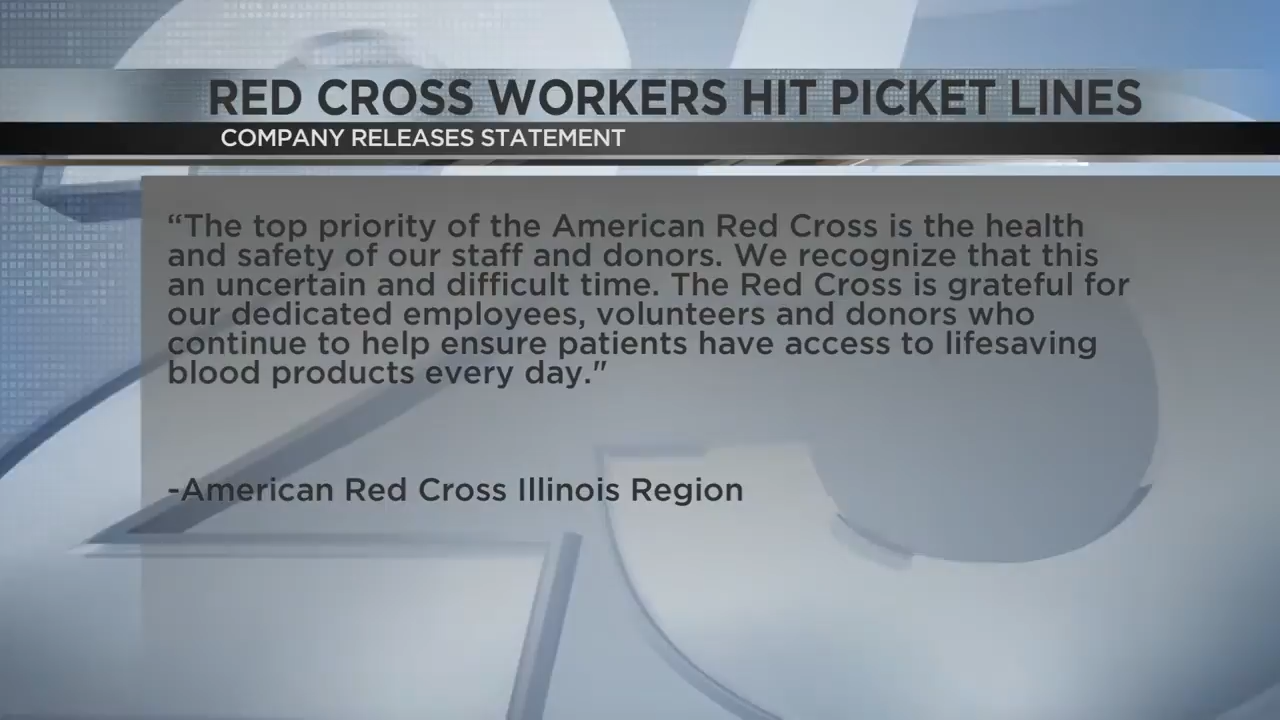 RED CROSS WORKERS HIT PICKET LINES
COMPANY RELEASES STATEMENT
“The top priority of the American Red Cross is the health
and safety of our staff and donors. We recognize that this
an uncertain and difficult time. The Red Cross is grateful for
our dedicated employees, volunteers and donors who
continue to help ensure patients have access to lifesaving
blood products every day."
-American Red Cross Illinois Region